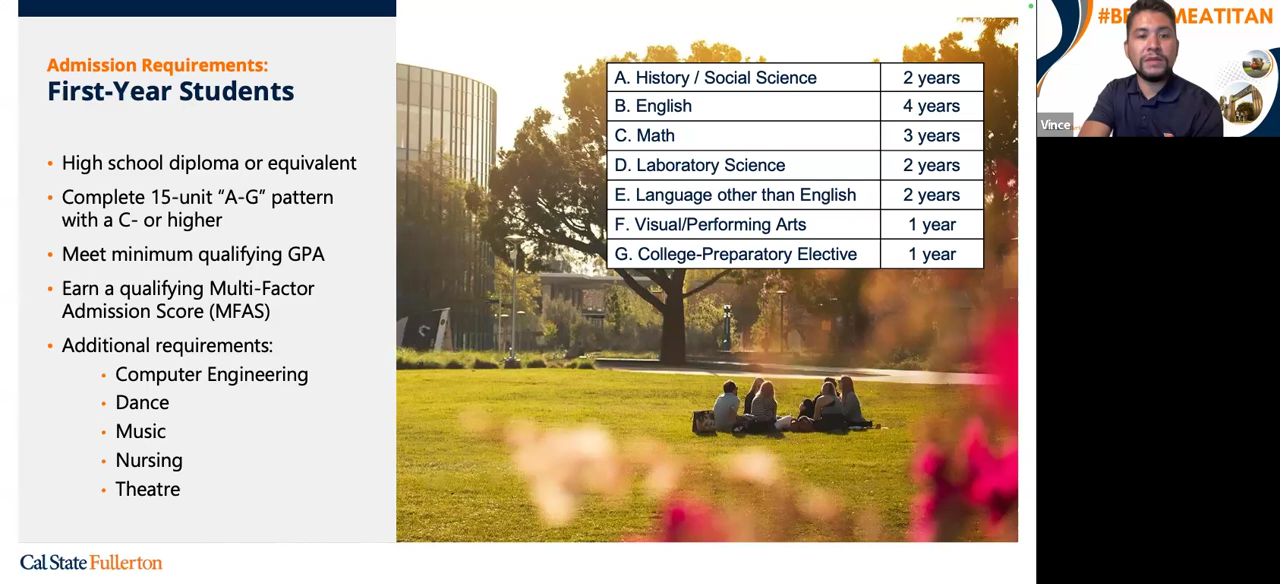 Admission Requirements:
First-Year Students
• High school diploma or equivalent
• Complete 15-unit “A-G” pattern
with a C- or higher
• Meet minimum qualifying GPA
• Earn a qualifying Multi-Factor
Admission Score (MFAS)
• Additional requirements:
• Computer Engineering
• Dance
• Music
• Nursing
• Theatre
A. History / Social Science 2 years
B. English 4 years
C. Math 3 years
D. Laboratory Science 2 years
E. Language other than English 2 years
F. Visual/Performing Arts 1 year
G. College-Preparatory Elective 1 year
Cal State Fullerton
Vince